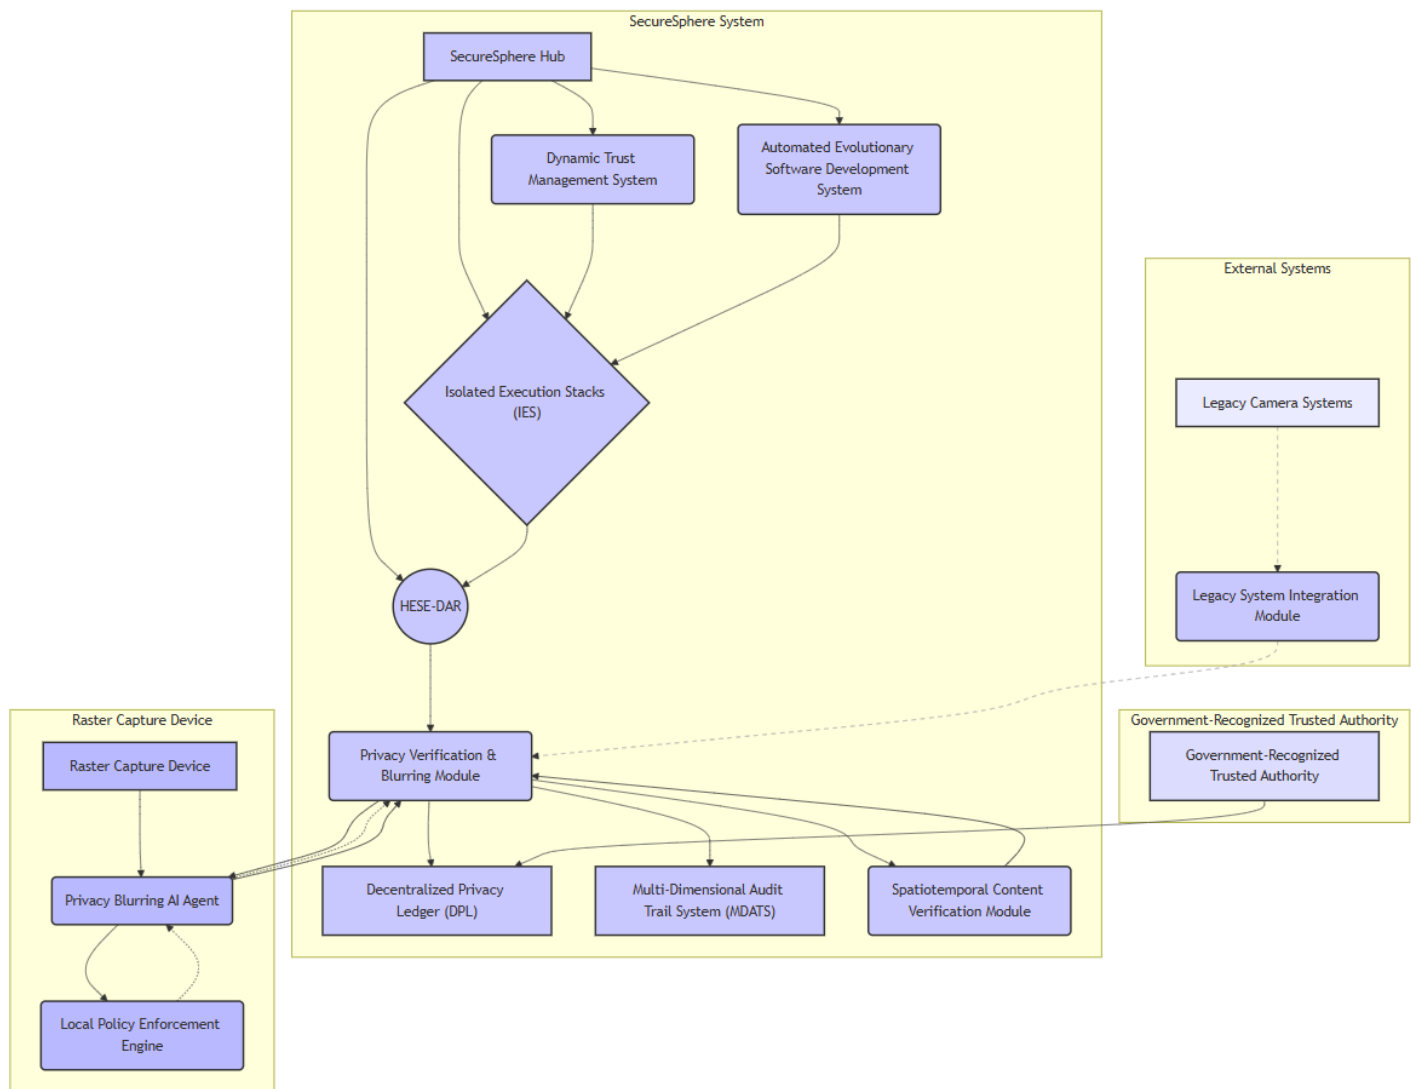 SecureSphere System
SecureSphere Hub
Dynamic Trust
Management System
Automated Evolutionary
Software Development
System
Isolated Execution Stacks
(IES)
HESE-DAR
External Systems
Legacy Camera Systems
Legacy System Integration
Module
Raster Capture Device
Raster Capture Device
Privacy Blurring AI Agent
Local Policy Enforcement
Engine
Privacy Verification &
Blurring Module
Decentralized Privacy
Ledger (DPL)
Multi-Dimensional Audit
Trail System (MDATS)
Spatiotemporal Content
Verification Module
Government-Recognized Trusted Authority
Government-Recognized
Trusted Authority